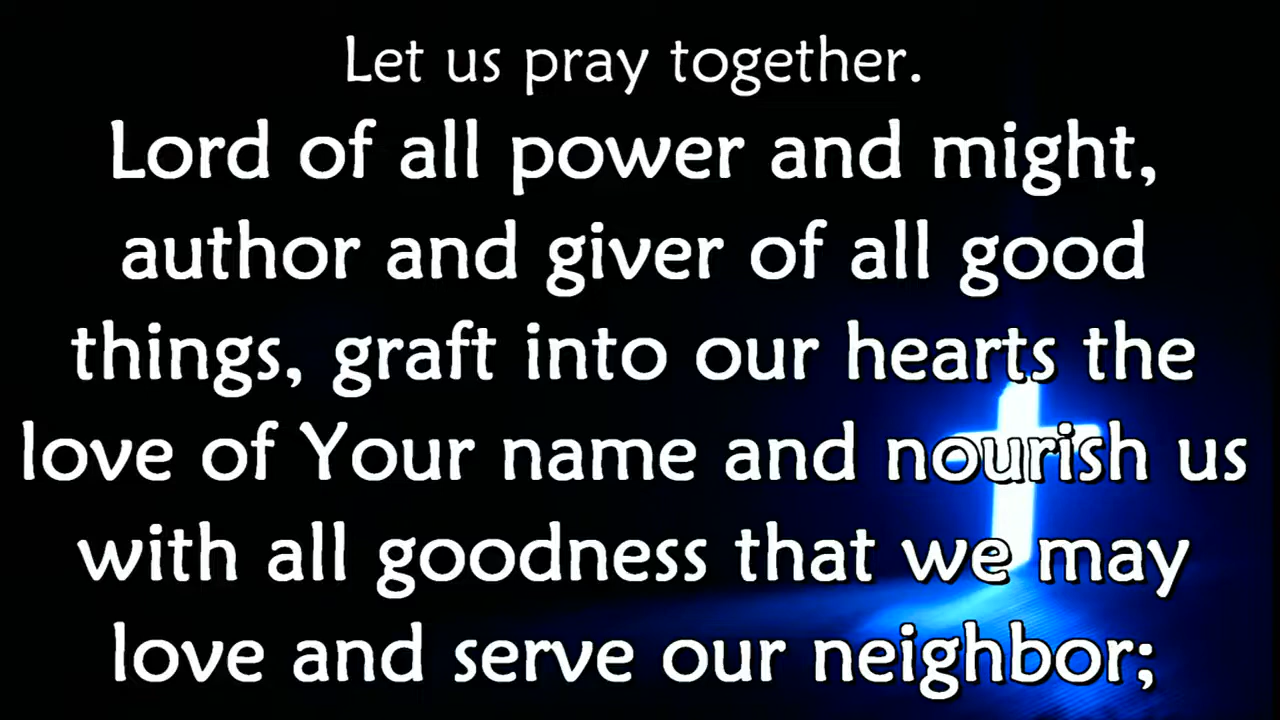 Let us pray together.
Lord of all power and might,
author and giver of all good
things, graft into our hearts the
love of Your name and nourish us
with all goodness that we may
love and serve our neighbor;